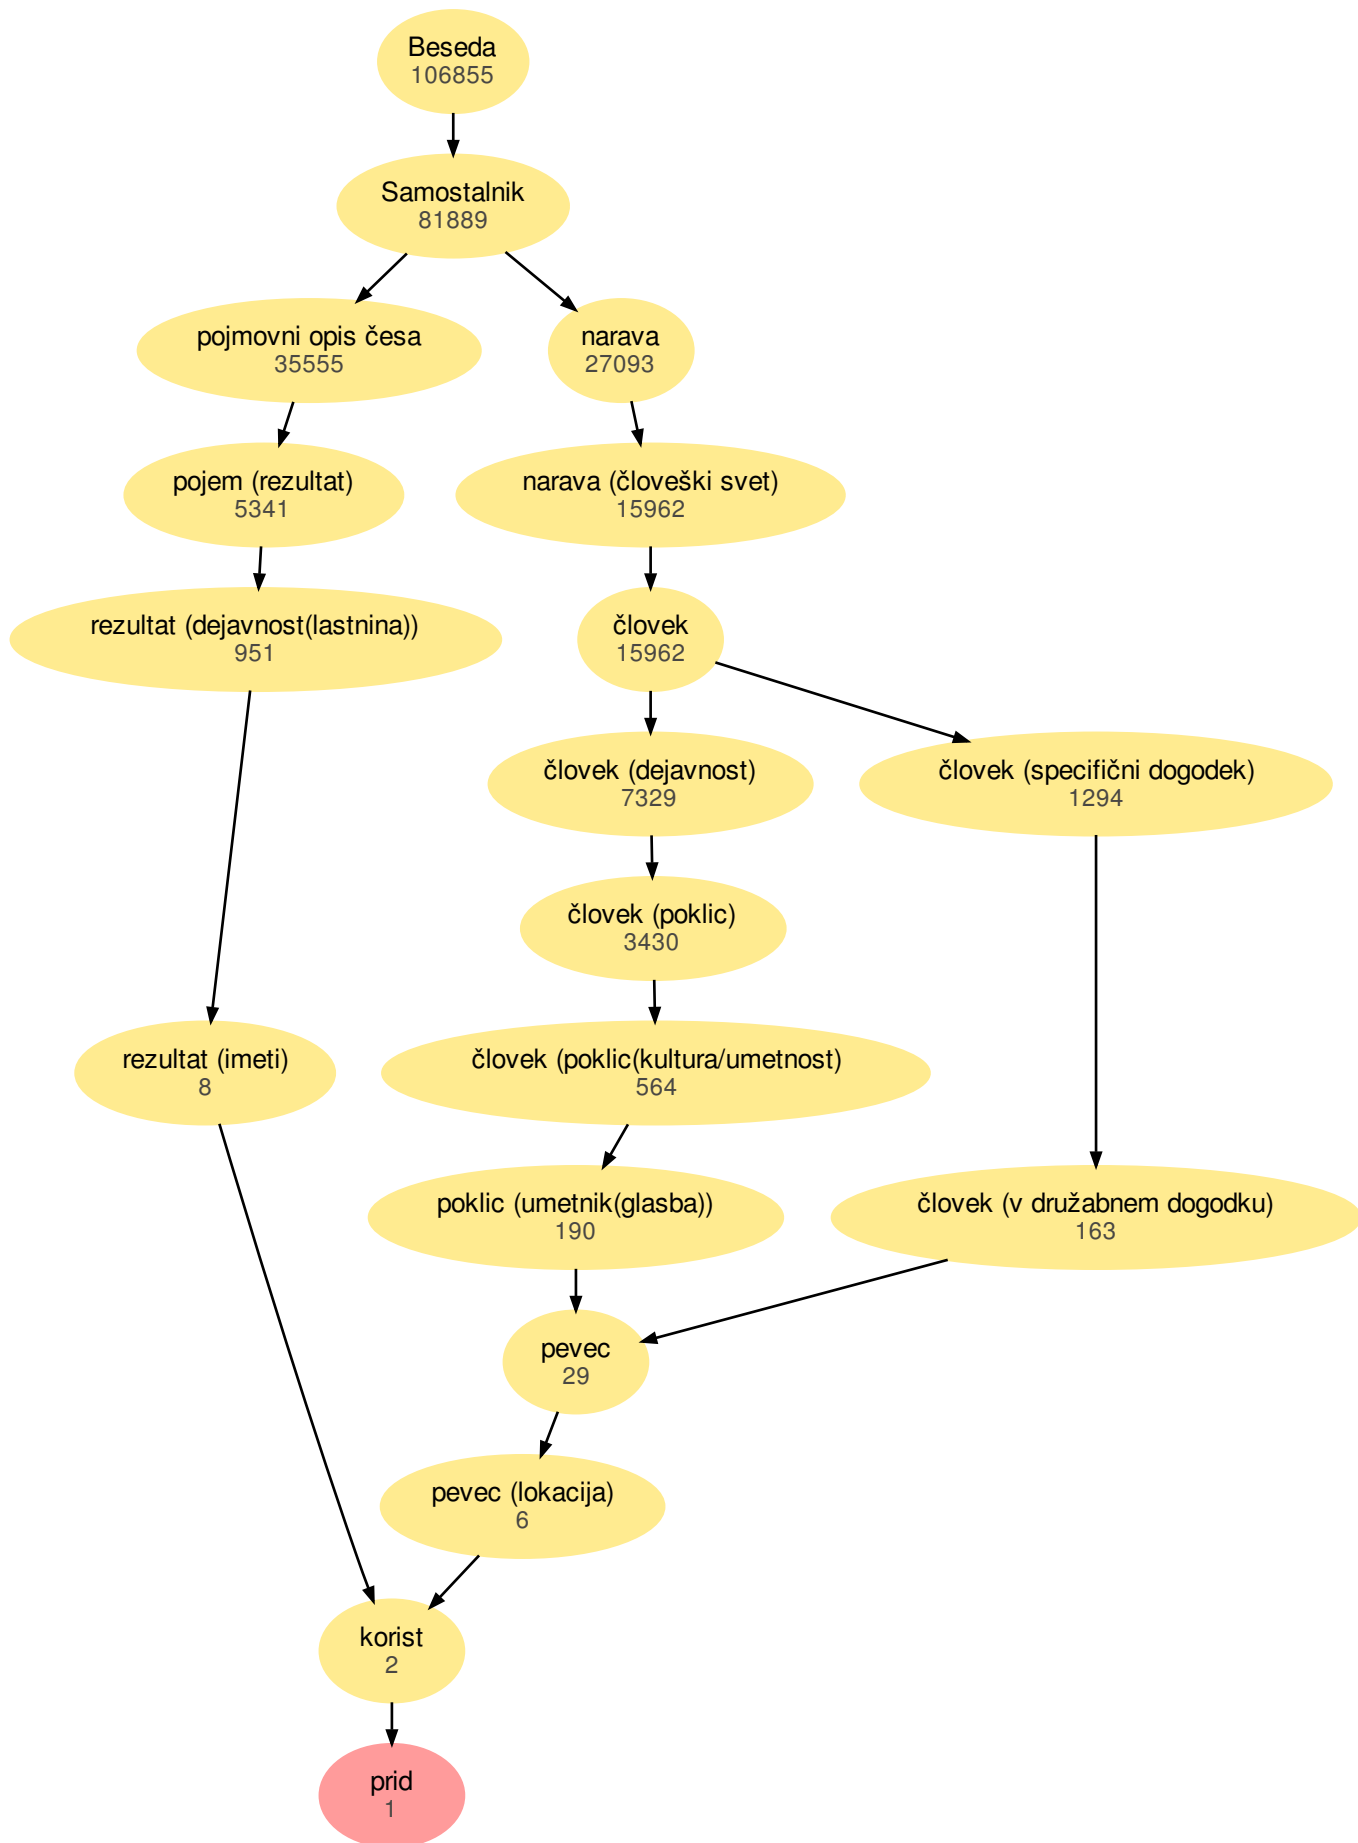 Beseda
106855
Samostalnik
81889
pojmovni opis česa
35555
narava
27093
pojem (rezultat)
5341
narava (človeški svet)
15962
rezultat (dejavnost(lastnina))
951
človek
15962
človek (dejavnost)
7329
človek (specifični dogodek)
1294
človek (poklic)
3430
rezultat (imeti)
8
človek (poklic(kultura/umetnost)
564
poklic (umetnik(glasba))
190
človek (v družabnem dogodku)
163
pevec
29
pevec (lokacija)
6
korist
2
prid
1